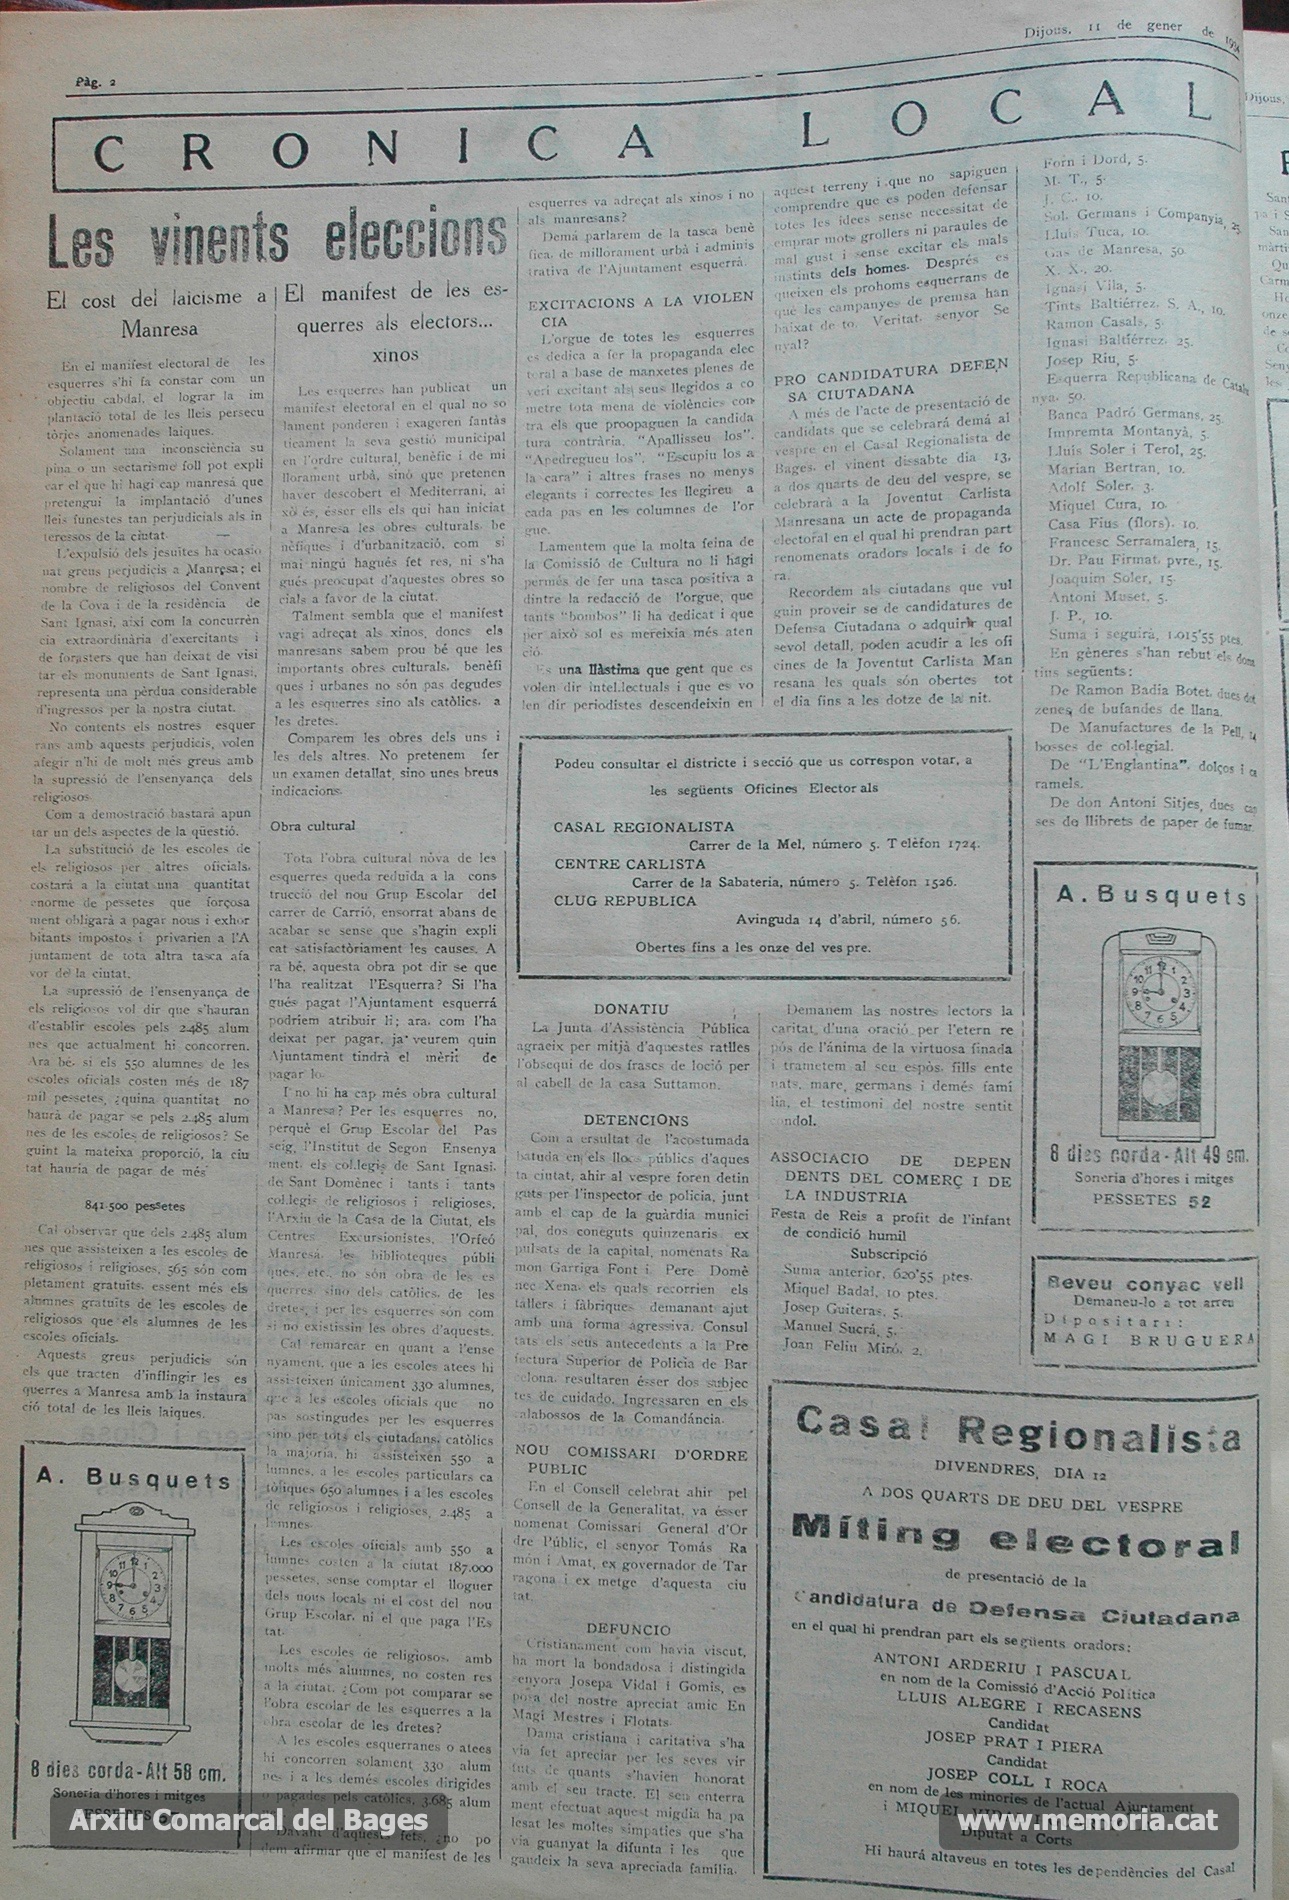 Pàg. 2
Dijous, 11 de gener de 1934
CRONICA LOCAL
Les vinents eleccions
El cost del laicisme a
Manresa
En el manifest electoral de les
esquerres s'hi fa constar com un
objectiu cabdal, el lograr la im
plantació total de les lleis persecu
tòrjes anomenades laiques.
Solament una inconsciència su
pina o un sectarisme foll pot expli
car el que hi hagi cap manresà que
pretengui la implantació d'unes
lleis funestes tan perjudicials als in
teressos de la ciutat.
L'expulsió dels jesuites ha ocasio
nat greus perjudicis a Manresa; el
nombre de religiosos del Convent
de la Cova i de la residència de
Sant Ignasi, així com la concurrèn
cia extraordinària d'exercitants i
de forasters que han deixat de visi
tar els monuments de Sant Ignasi,
representa una pèrdua considerable
d'ingressos per la nostra ciutat.
No contents els nostres esquer
rans amb aquests perjudicis, volen
afegir n'hi de molt més greus amb
la supressió de l'ensenyança dels
religiosos.
Com a demostració bastarà apun
tar un dels aspectes de la qüestió.
La substitució de les escoles de
els religiosos per altres oficials,
costarà a la ciutat una quantitat
enorme de pessetes que forçosa
ment obligarà a pagar nous i exhor
bitants impostos i privarien a l'A
juntament de tota altra tasca afa
vor de la ciutat.
La supressió de l'ensenyança de
els religiosos vol dir que s'hauran
d'establir escoles pels 2.485 alum
nes que actualment hi concorren.
Ara bé, si els 550 alumnes de les
escoles oficials costen més de 187
mil pessetes, ¿quina quantitat no
haurà de pagar se pels 2.485 alum
nes de les escoles de religiosos? Se
guint la mateixa proporció, la ciu
tat hauria de pagar de més
841.500 pessetes
Cal observar que dels 2.485 alum
nes que assisteixen a les escoles de
religiosos i religioses, 565 són com
pletament gratuïts, essent més els
alumnes gratuïts de les escoles de
religiosos que els alumnes de les
escoles oficials.
Aquests greus perjudicis són
els que tracten d'inflingir les es
querres a Manresa amb la instaura
ció total de les lleis laiques.
A. Busquets
8 dies corda - Alt 58 cm.
Soneria d'hores i mitges
El manifest de les es-
querres als electors...
xinos
Les esquerres han publicat un
manifest electoral en el qual no so
lament ponderen i exageren fantàs
ticament la seva gestió municipal
en l'ordre cultural, benèfic i de mi
llorament urbà, sinó que pretenen
haver descobert el Mediterrani, ai
xò és, ésser ells els qui han iniciat
a Manresa les obres culturals, be
nèfiques i d'urbanització, com si
mai ningú hagués fet res, ni s'ha
gués preocupat d'aquestes obres so
cials a favor de la ciutat.
Talment sembla que el manifest
vagi adreçat als xinos, doncs els
manresans sabem prou bé que les
importants obres culturals, benèfi
ques i urbanes no són pas degudes
a les esquerres sino als catòlics, a
les dretes.
Comparem les obres dels uns i
les dels altres. No pretenem fer
un examen detallat, sino unes breus
indicacions.
Obra cultural
Tota l'obra cultural nova de les
esquerres queda reduida a la cons
trucció del nou Grup Escolar del
carrer de Carrió, ensorrat abans de
acabar se sense que s'hagin expli
cat satisfactòriament les causes. A
ra bé, aquesta obra pot dir se que
l'ha realitzat l'Esquerra? Si l'ha
gués pagat l'Ajuntament esquerrà
podriem atribuir li; ara, com l'ha
deixat per pagar, ja veurem quin
Ajuntament tindrà el mèrit de
pagar lo.
I no hi ha cap més obra cultural
a Manresa? Per les esquerres no,
perquè el Grup Escolar del Pas
seig, l'Institut de Segon Ensenya
ment, els col.legis de Sant Ignasi,
de Sant Domènec i tants i tants
col.legis de religiosos i religioses,
l'Arxiu de la Casa de la Ciutat, els
Centres Excursionistes, l'Orfeó
Manresà, les biblioteques públi
ques, etc., no són obra de les es
querres, sino dels catòlics, de les
dretes, i per les esquerres són com
si no existissin les obres d'aquests.
Cal remarcar en quant a l'ense
nyament, que a les escoles atees hi
assisteixen únicament 330 alumnes,
que a les escoles oficials que no
pas sostingudes per les esquerres
sino per tots els ciutadans, catòlics
la majoria, hi assisteixen 550 a
lumnes, a les escoles particulars ca
tòliques 650 alumnes i a les escoles
de religiosos i religioses, 2.485 a
lumnes.
Les escoles oficials amb 550 a
lumnes costen a la ciutat 187.000
pessetes, sense comptar el lloguer
dels nous locals ni el cost del nou
Grup Escolar, ni el que paga l'Es
tat.
Les escoles de religiosos, amb
molts més alumnes, no costen res
a la ciutat. ¿Com pot comparar se
l'obra escolar de les esquerres a la
obra escolar de les dretes?
A les escoles esquerranes o atees
hi concorren solament 330 alum
nes i a les demés escoles dirigides
o pagades pels catòlics, 3.685 alum
Davant d'aquests fets, ¿no po
dem afirmar que el manifest de les
esquerres va adreçat als xinos i no
als manresans?
Demà parlarem de la tasca benè
fica, de millorament urbà i adminis
trativa de l'Ajuntament esquerrà.
EXCITACIONS A LA VIOLEN
CIA
L'orgue de totes les esquerres
es dedica a fer la propaganda elec
toral a base de manxetes plenes de
verí excitant als seus llegidos a co
metre tota mena de violències con
tra els que proopaguen la candida
tura contrària. "Apallisseu los".
"Apedregueu los". "Escupiu los a
la cara" i altres frases no menys
elegants i correctes les llegireu a
cada pas en les columnes de l'or
gue.
Lamentem que la molta feina de
la Comissió de Cultura no li hagi
permès de fer una tasca positiva a
dintre la redacció de l'orgue, que
tants "bombos" li ha dedicat i que
per això sol es mereixia més aten
ció.
Es una llàstima que gent que es
volen dir intel.lectuals i que es vo
len dir periodistes descendeixin en
aquest terreny i que no sapiguen
comprendre que es poden defensar
totes les idees sense necessitat de
emprar mots grollers ni paraules de
mal gust i sense excitar els mals
instints dels homes. Després es
queixen els prohoms esquerrans de
que les campanyes de premsa han
baixat de to. Veritat, senyor Se
nyal?
PRO CANDIDATURA DEFEN
SA CIUTADANA
A més de l'acte de presentació de
candidats que se celebrará demá al
vespre en el Casal Regionalista de
Bages, el vinent dissabte dia 13,
a dos quarts de deu del vespre, se
celebrarà a la Joventut Carlista
Manresana un acte de propaganda
electoral en el qual hi prendran part
renomenats oradors locals i de fo
ra.
Recordem als ciutadans que vul
guin proveir se de candidatures de
Defensa Ciutadana o adquirir qual
sevol detall, poden acudir a les ofi
cines de la Joventut Carlista Man
resana les quals són obertes tot
el dia fins a les dotze de la nit.
Podeu consultar el districte i secció que us correspon votar, a
les següents Oficines Electorals
CASAL REGIONALISTA
Carrer de la Mel, número 5. Telèfon 1724.
CENTRE CARLISTA
Carrer de la Sabateria, número 5. Telèfon 1526.
CLUG REPUBLICA
Avinguda 14 d'abril, número 56.
Obertes fins a les onze del vespre.
DONATIU
La Junta d'Assistència Pública
agraeix per mitjà d'aquestes ratlles
l'obsequi de dos frascs de loció per
al cabell de la casa Suttamon.
DETENCIONS
Com a ersultat de l'acostumada
batuda en els llocs públics d'aques
ta ciutat, ahir al vespre foren detin
guts per l'inspector de policia, junt
amb el cap de la guàrdia munici
pal, dos coneguts quinzenaris ex
pulsats de la capital, nomenats Ra
mon Garriga Font i Pere Domè
nec Xena, els quals recorrien els
tallers i fàbriques demanant ajut
amb una forma agressiva. Consul
tats els seus antecedents a la Pre
fectura Superior de Policia de Bar
celona, resultaren ésser dos subjec
tes de cuidado. Ingressaren en els
calabossos de la Comandáncia.
NOU COMISSARI D'ORDRE
PUBLIC
En el Consell celebrat ahir pel
Consell de la Generalitat, va ésser
nomenat Comissari General d'Or
dre Públic, el senyor Tomás Ra
món i Amat, ex governador de Tar
ragona i ex metge d'aquesta ciu
tat.
DEFUNCIO
Cristianament com havia viscut,
ha mort la bondadosa i distingida
senyora Josepa Vidal i Gomis, es
posa del nostre apreciat amic En
Magí Mestres i Flotats.
Dama cristiana i caritativa s'ha
via fet apreciar per les seves vir
tuts de quants s'havien honorat
amb el seu tracte. El seu enterra
ment efectuat aquest migdia ha pa
lesat les moltes simpaties que s'ha
via guanyat la difunta i les que
gaudeix la seva apreciada família.
Demanem las nostres lectors la
caritat d'una oració per l'etern re
pòs de l'ánima de la virtuosa finada
i trametem al seu espòs, fills ente
nats, mare, germans i demés fami
lia, el testimoni del nostre sentit
condol.
ASSOCIACIO DE DEPEN
DENTS DEL COMERÇ I DE
LA INDUSTRIA
Festa de Reis a profit de l'infant
de condició humil
Subscripció
Suma anterior, 620'55 ptes.
Miquel Badal, 10 ptes.
Josep Guiteras, 5.
Manuel Sucrá, 5.
Joan Feliu Miró, 2.
Forn i Dord, 5.
M. T., 5.
J. C., 10.
Sol. Germans i Companyia, 25
Lluis Tuca, 10.
Gas de Manresa, 50.
X. X., 20.
Ignasi Vila, 5.
Tints Baltiérrez, S. A., 10.
Ramon Casals, 5.
Ignasi Baltiérrez, 25.
Josep Riu, 5.
Esquerra Republicana de Catalu
nya, 50.
Banca Padró Germans, 25.
Impremta Montanyà, 5.
Lluis Soler i Terol, 25.
Marian Bertran, 10.
Adolf Soler, 3.
Miquel Cura, 10.
Casa Fius (flors), 10.
Francesc Serramalera, 15.
Dr. Pau Firmat, pvre., 15.
Joaquim Soler, 15.
Antoni Muset, 5.
J. P., 10.
Suma i seguirà, 1.015'55 ptes.
En gèneres s'han rebut els dona
tius següents:
De Ramon Badia Botet, dues dot
zenes de bufandes de llana.
De Manufactures de la Pell, 14
bosses de col.legial.
De "L'Englantina", dolços i ca
ramels.
De don Antoni Sitjes, dues cap
ses de llibrets de paper de fumar.
A. Busquets
8 dies corda - Alt 49 cm.
Soneria d'hores i mitges
PESSETES 52
Beveu conyac vell
Demaneu-lo a tot arreu
Dipositari:
MAGI BRUGUERA
Casal Regionalista
DIVENDRES, DIA 12
A DOS QUARTS DE DEU DEL VESPRE
Míting electoral
de presentació de la
Candidatura de Defensa Ciutadana
en el qual hi prendran part els següents oradors:
ANTONI ARDERIU I PASCUAL
en nom de la Comissió d'Acció Política
LLUIS ALEGRE I RECASENS
Candidat
JOSEP PRAT I PIERA
Candidat
JOSEP COLL I ROCA
en nom de les minories de l'actual Ajuntament
i MIQUEL
Diputat a Corts
Hi haurá altaveus en totes les dependències del Casal
Dijous,
Arxiu Comarcal del Bages
www.memoria.cat